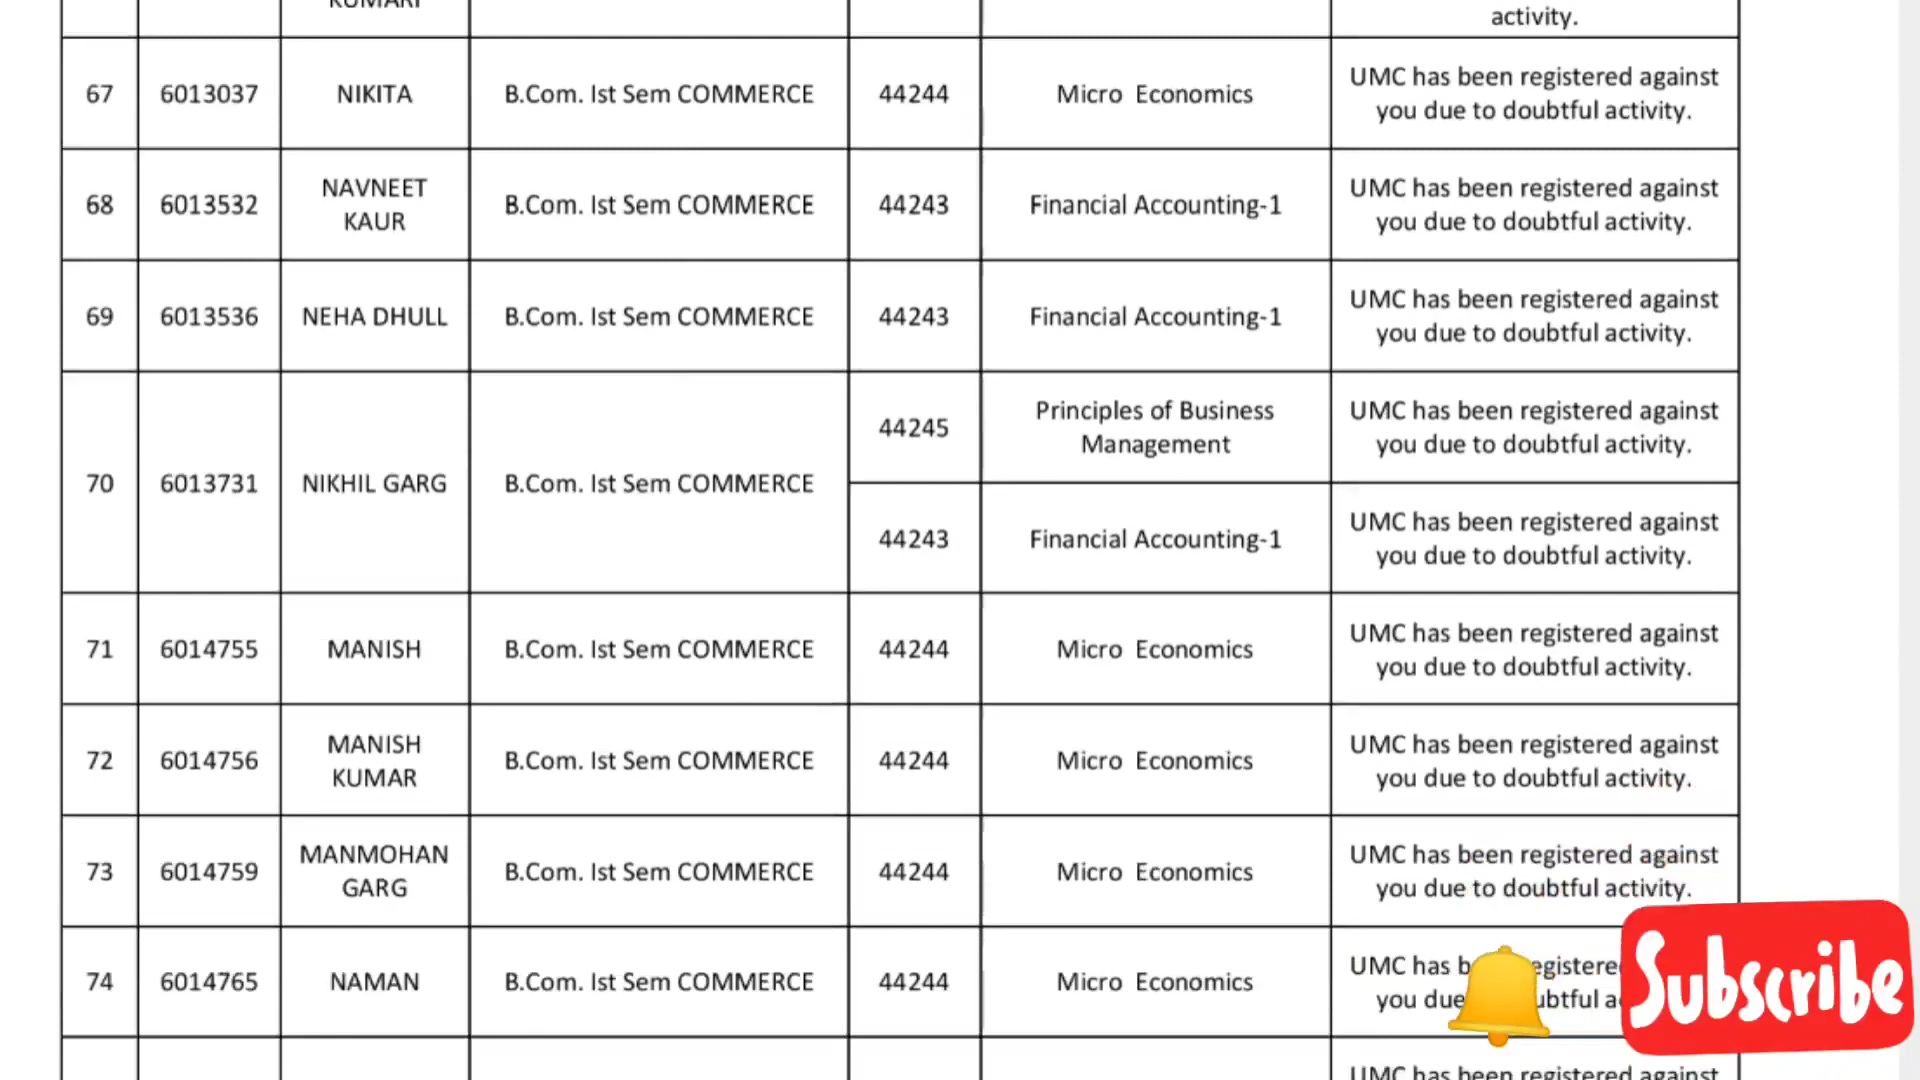 KUMARI
activity.
67 6013037 NIKITA B.Com. Ist Sem COMMERCE 44244 Micro Economics UMC has been registered against
you due to doubtful activity.
68 6013532 NAVNEET
KAUR B.Com. Ist Sem COMMERCE 44243 Financial Accounting-1 UMC has been registered against
you due to doubtful activity.
69 6013536 NEHA DHULL B.Com. Ist Sem COMMERCE 44243 Financial Accounting-1 UMC has been registered against
you due to doubtful activity.
70 6013731 NIKHIL GARG B.Com. Ist Sem COMMERCE 44245 Principles of Business
Management UMC has been registered against
you due to doubtful activity.
44243 Financial Accounting-1 UMC has been registered against
you due to doubtful activity.
71 6014755 MANISH B.Com. Ist Sem COMMERCE 44244 Micro Economics UMC has been registered against
you due to doubtful activity.
72 6014756 MANISH
KUMAR B.Com. Ist Sem COMMERCE 44244 Micro Economics UMC has been registered against
you due to doubtful activity.
73 6014759 MANMOHAN
GARG B.Com. Ist Sem COMMERCE 44244 Micro Economics UMC has been registered against
you due to doubtful activity.
74 6014765 NAMAN B.Com. Ist Sem COMMERCE 44244 Micro Economics UMC has
you due
Subscribe
UMC has been registered against